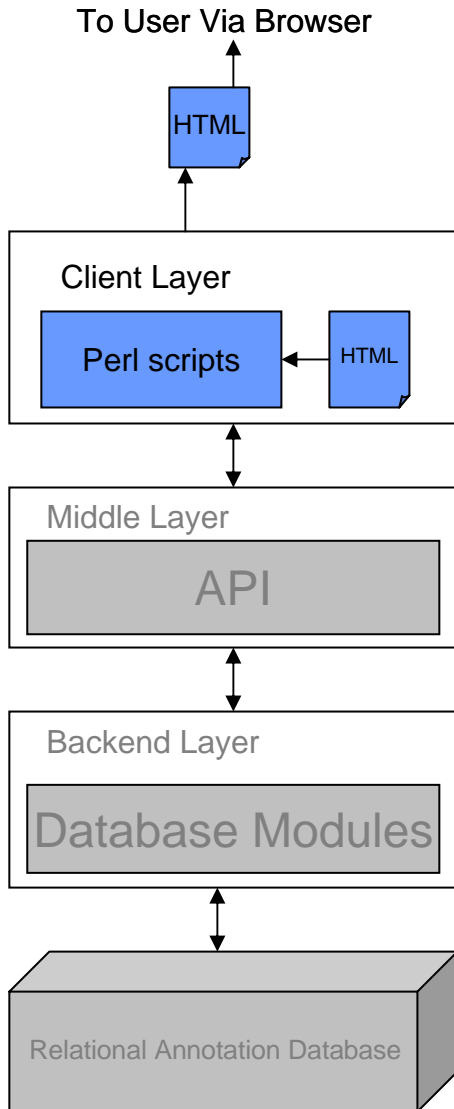 To User Via Browser
HTML
Client Layer
Perl scripts
HTML
Middle Layer
API
Backend Layer
Database Modules
Relational Annotation Database